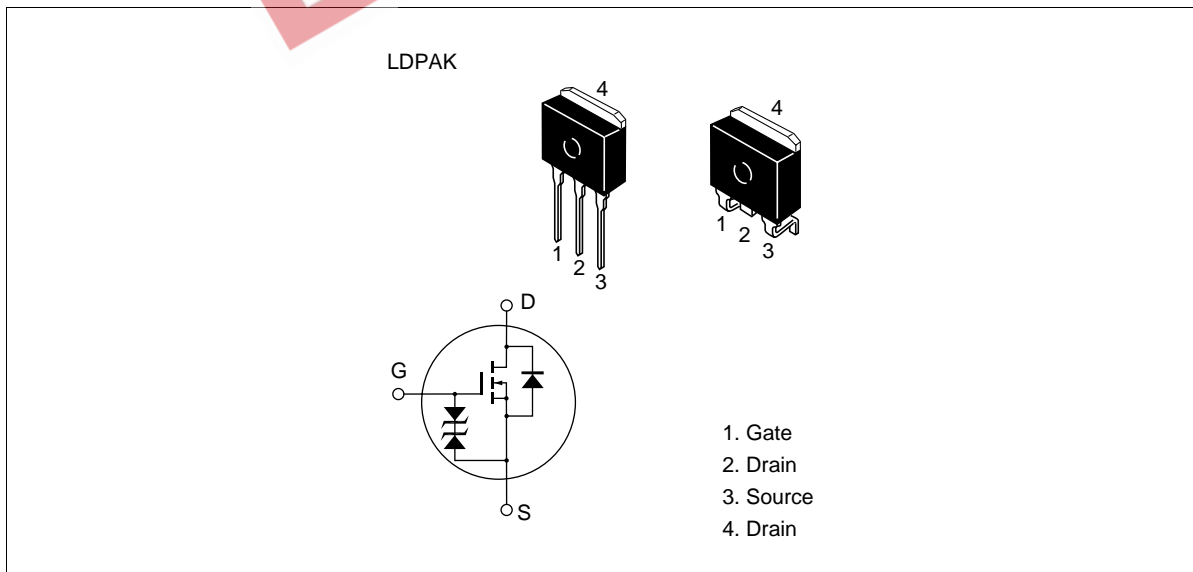 LDPAK
4
4
1
2
3
1
2
3
D
G
S
1. Gate
2. Drain
3. Source
4. Drain